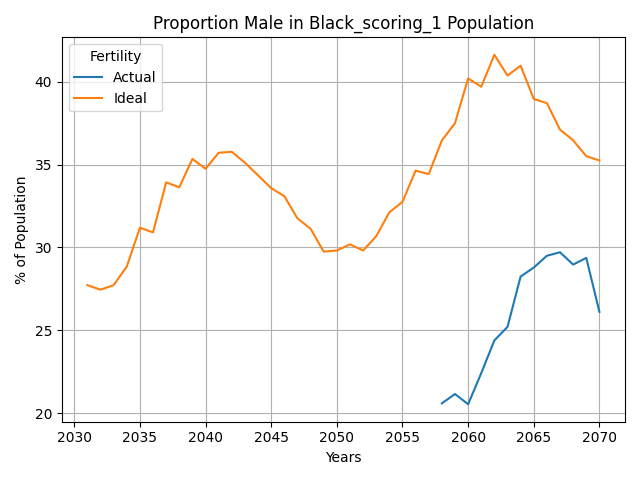 Proportion Male in Black_scoring_1 Population
Fertility
Actual
Ideal
% of Population
40
35
30
25
20
2030 2035 2040 2045 2050 2055 2060 2065 2070
Years